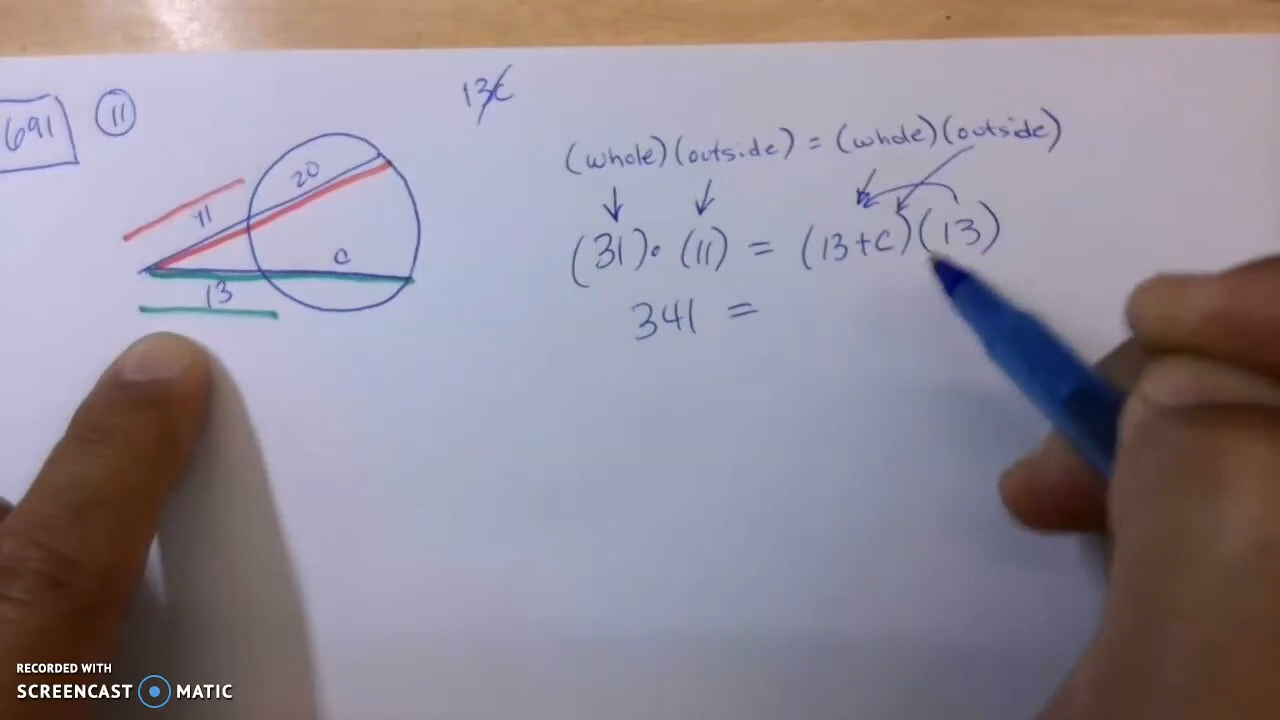 691 11
13c
(whole)(outside) = (whole)(outside)
20
11
c
13
(31)•(11) = (13+c)(13)
341 =
RECORDED WITH
SCREENCAST MATIC